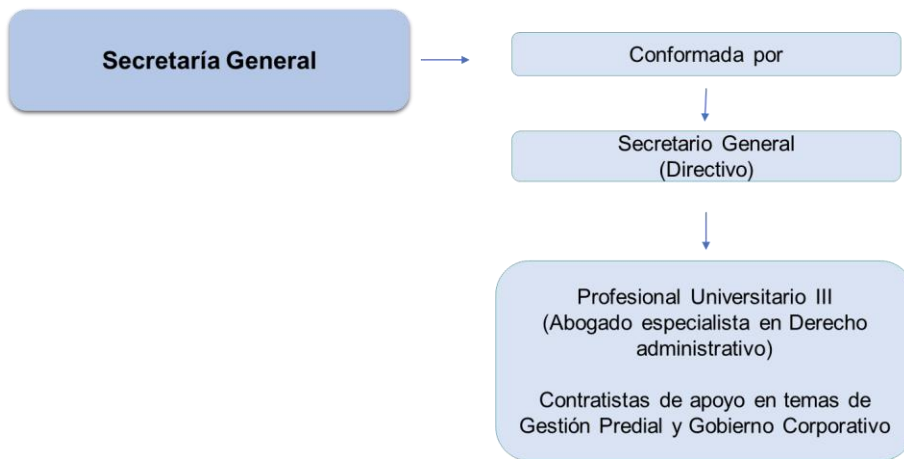 Secretaría General
Conformada por
Secretario General
(Directivo)
Profesional Universitario III
(Abogado especialista en Derecho
administrativo)
Contratistas de apoyo en temas de
Gestión Predial y Gobierno Corporativo